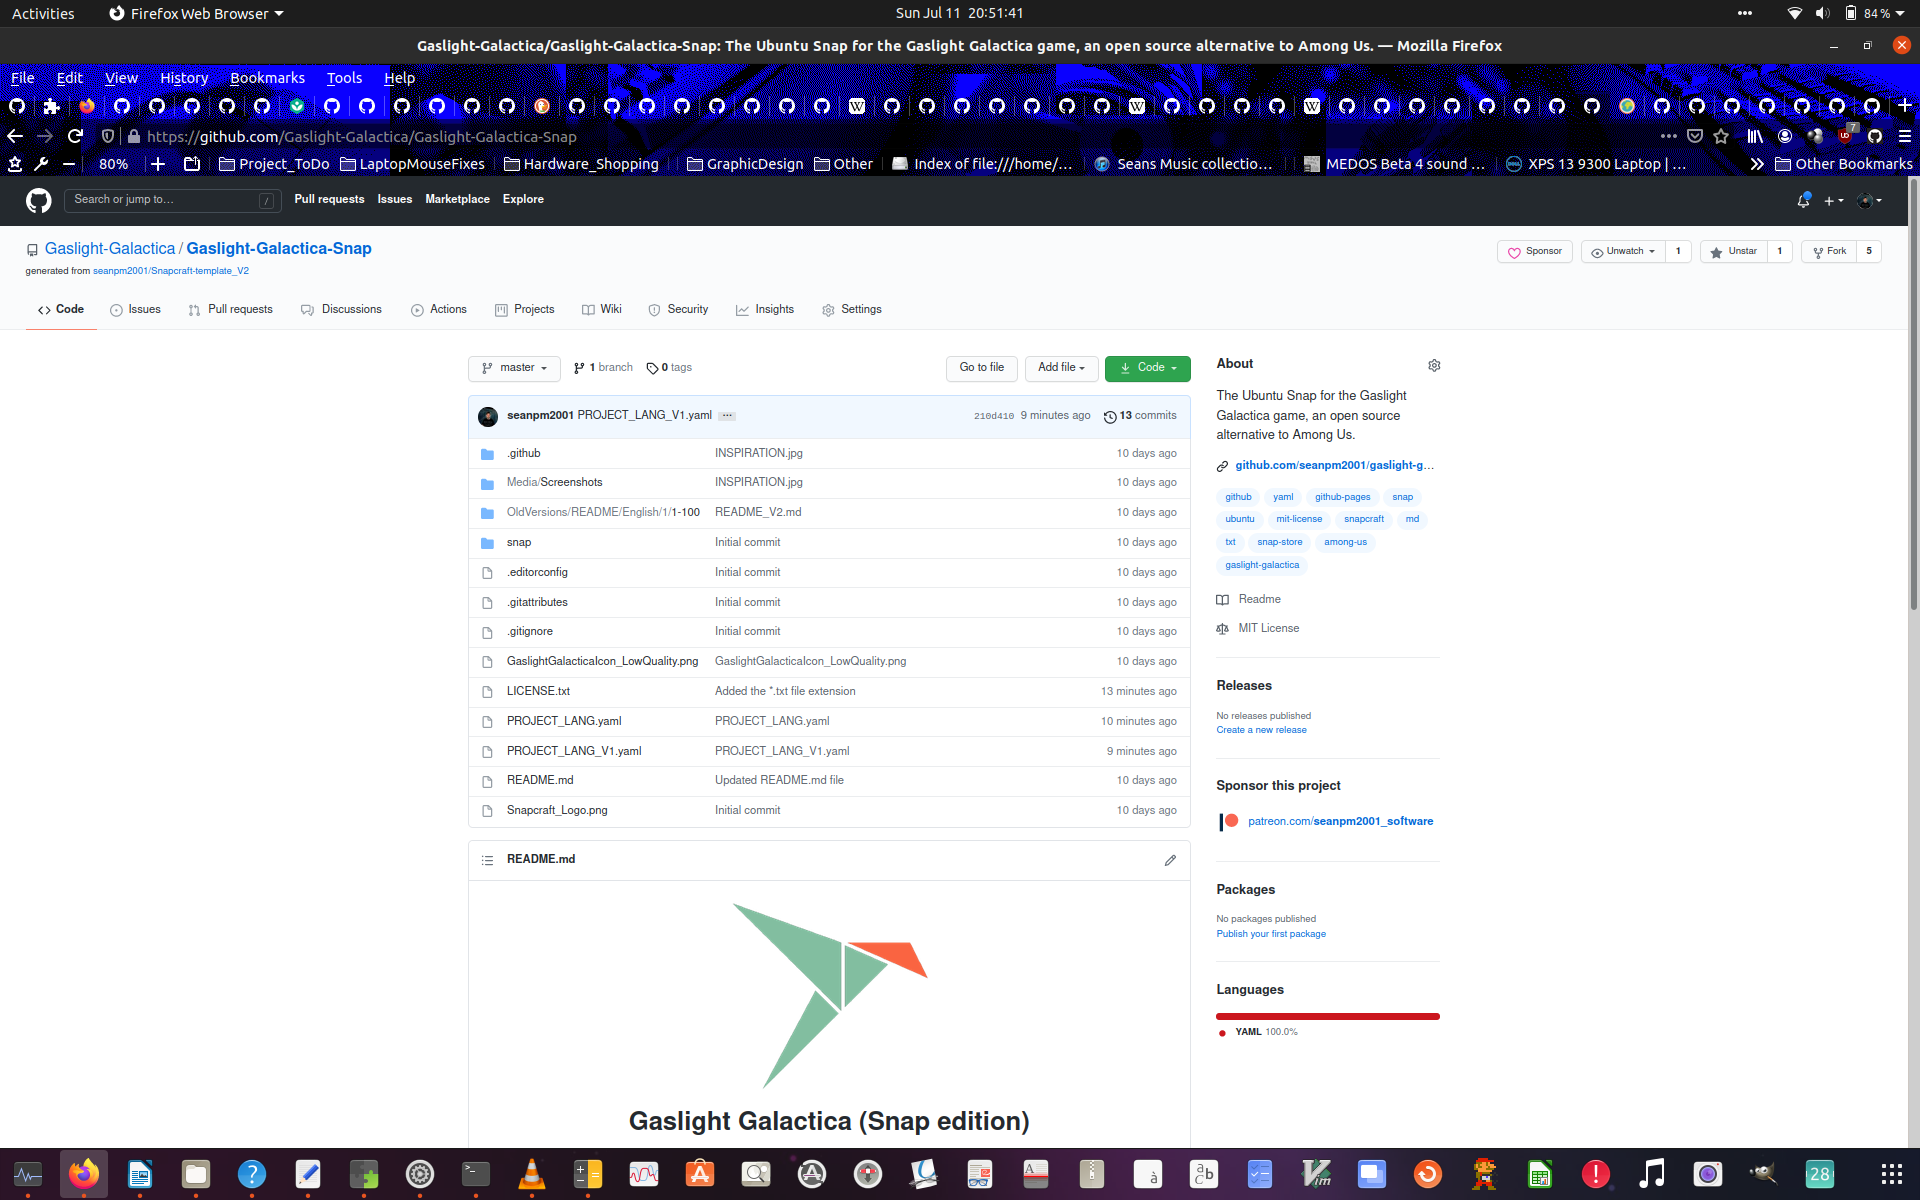 Activities Firefox Web Browser Sun Jul 11 20:51:41 84 %
Gaslight-Galactica/Gaslight-Galactica-Snap: The Ubuntu Snap for the Gaslight Galactica game, an open source alternative to Among Us. — Mozilla Firefox
File Edit View History Bookmarks Tools Help
https://github.com/Gaslight-Galactica/Gaslight-Galactica-Snap 7
80% Project_ToDo LaptopMouseFixes Hardware_Shopping GraphicDesign Other Index of file:///home/… Seans Music collectio… MEDOS Beta 4 sound … XPS 13 9300 Laptop | … Other Bookmarks
Search or jump to… / Pull requests Issues Marketplace Explore
Gaslight-Galactica / Gaslight-Galactica-Snap
generated from seanpm2001/Snapcraft-template_V2
Sponsor Unwatch 1 Unstar 1 Fork 5
Code Issues Pull requests Discussions Actions Projects Wiki Security Insights Settings
master 1 branch 0 tags Go to file Add file Code
seanpm2001 PROJECT_LANG_V1.yaml ... 210d410 9 minutes ago 13 commits
.github INSPIRATION.jpg 10 days ago
Media/Screenshots INSPIRATION.jpg 10 days ago
OldVersions/README/English/1/1-100 README_V2.md 10 days ago
snap Initial commit 10 days ago
.editorconfig Initial commit 10 days ago
.gitattributes Initial commit 10 days ago
.gitignore Initial commit 10 days ago
GaslightGalacticaIcon_LowQuality.png GaslightGalacticaIcon_LowQuality.png 10 days ago
LICENSE.txt Added the *.txt file extension 13 minutes ago
PROJECT_LANG.yaml PROJECT_LANG.yaml 10 minutes ago
PROJECT_LANG_V1.yaml PROJECT_LANG_V1.yaml 9 minutes ago
README.md Updated README.md file 10 days ago
Snapcraft_Logo.png Initial commit 10 days ago
README.md
Gaslight Galactica (Snap edition)
About
The Ubuntu Snap for the Gaslight
Galactica game, an open source
alternative to Among Us.
github.com/seanpm2001/gaslight-g…
github yaml github-pages snap
ubuntu mit-license snapcraft md
txt snap-store among-us
gaslight-galactica
Readme
MIT License
Releases
No releases published
Create a new release
Sponsor this project
patreon.com/seanpm2001_software
Packages
No packages published
Publish your first package
Languages
YAML 100.0%
28